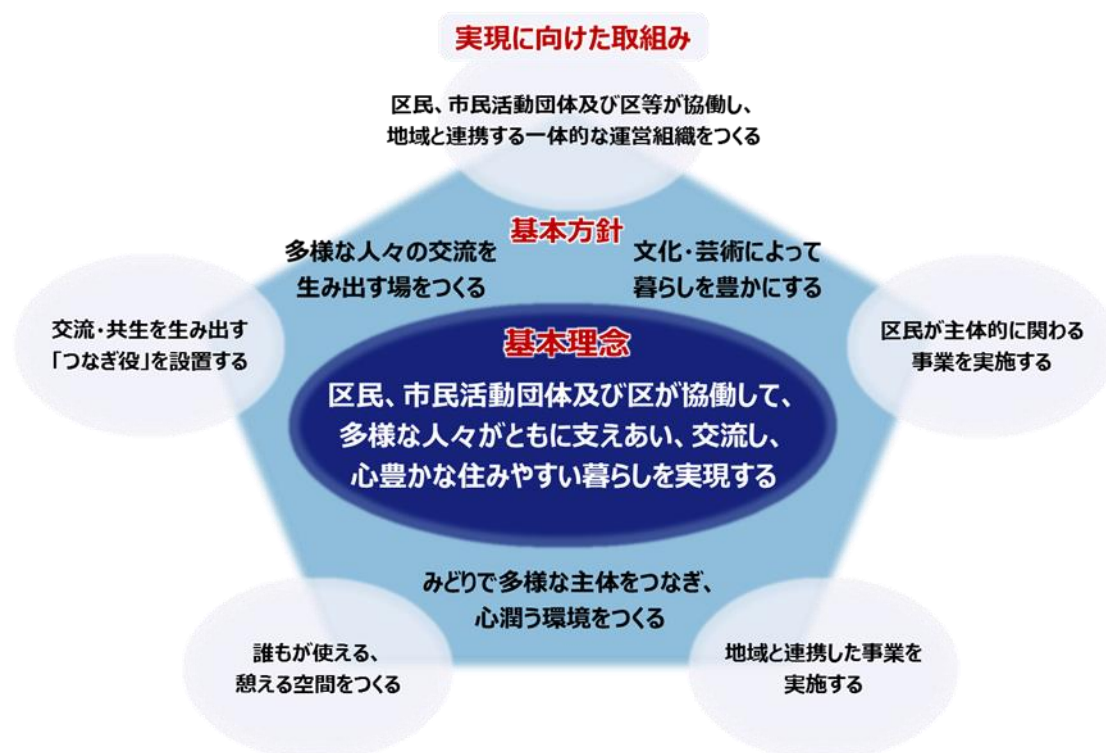 実現に向けた取組み
区民、市民活動団体及び区等が協働し、
地域と連携する一体的な運営組織をつくる
基本方針
多様な人々の交流を
生み出す場をつくる
文化・芸術によって
暮らしを豊かにする
交流・共生を生み出す
「つなぎ役」を設置する
区民が主体的に関わる
事業を実施する
基本理念
区民、市民活動団体及び区が協働して、
多様な人々がともに支えあい、交流し、
心豊かな住みやすい暮らしを実現する
みどりで多様な主体をつなぎ、
心潤う環境をつくる
誰もが使える、
憩える空間をつくる
地域と連携した事業を
実施する